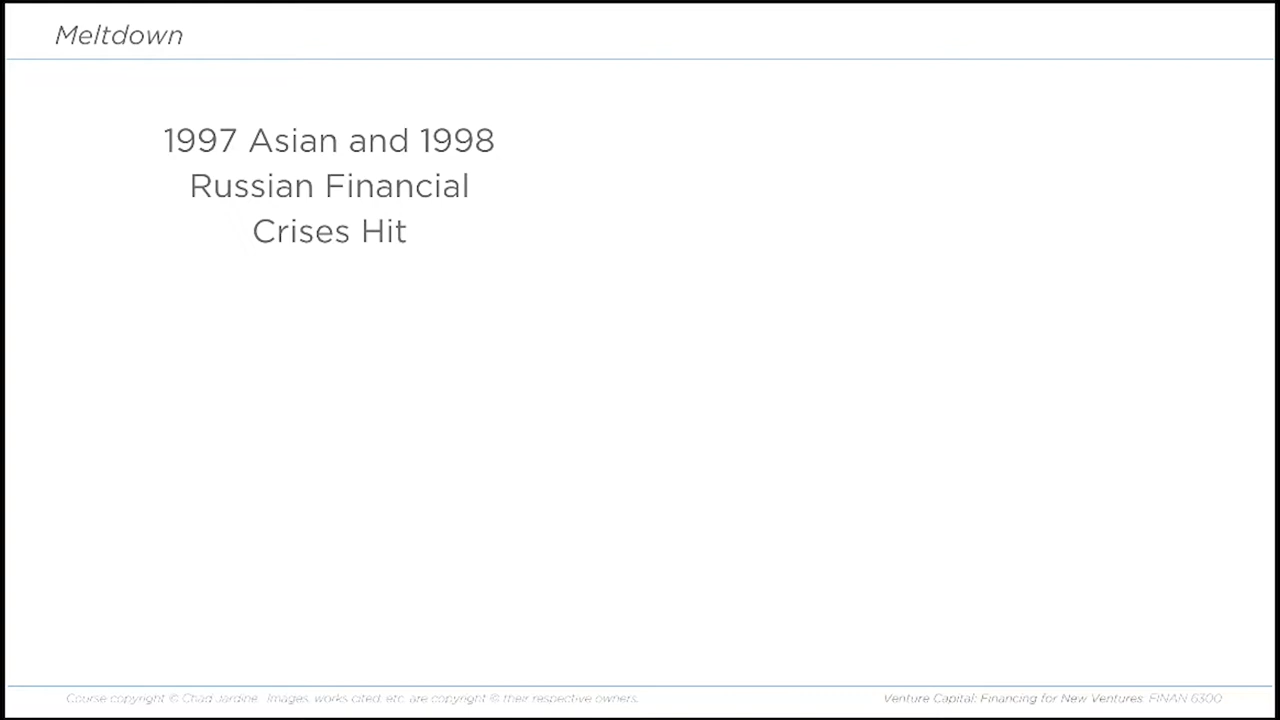 Meltdown
1997 Asian and 1998
Russian Financial
Crises Hit
Course copyright © Chad Jardine. Images, works cited, etc. are copyright © their respective owners.
Venture Capital: Financing for New Ventures FINAN 6300